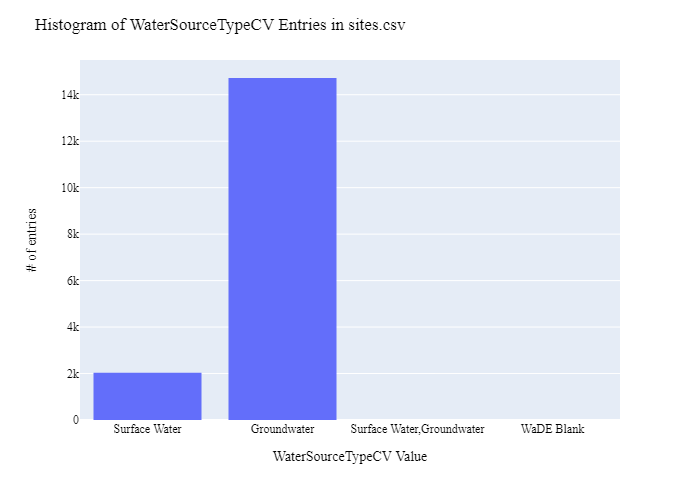 Histogram of WaterSourceTypeCV Entries in sites.csv
14k
12k
10k
8k
6k
4k
2k
0
# of entries
Surface Water
Groundwater
Surface Water,Groundwater
WaDE Blank
WaterSourceTypeCV Value